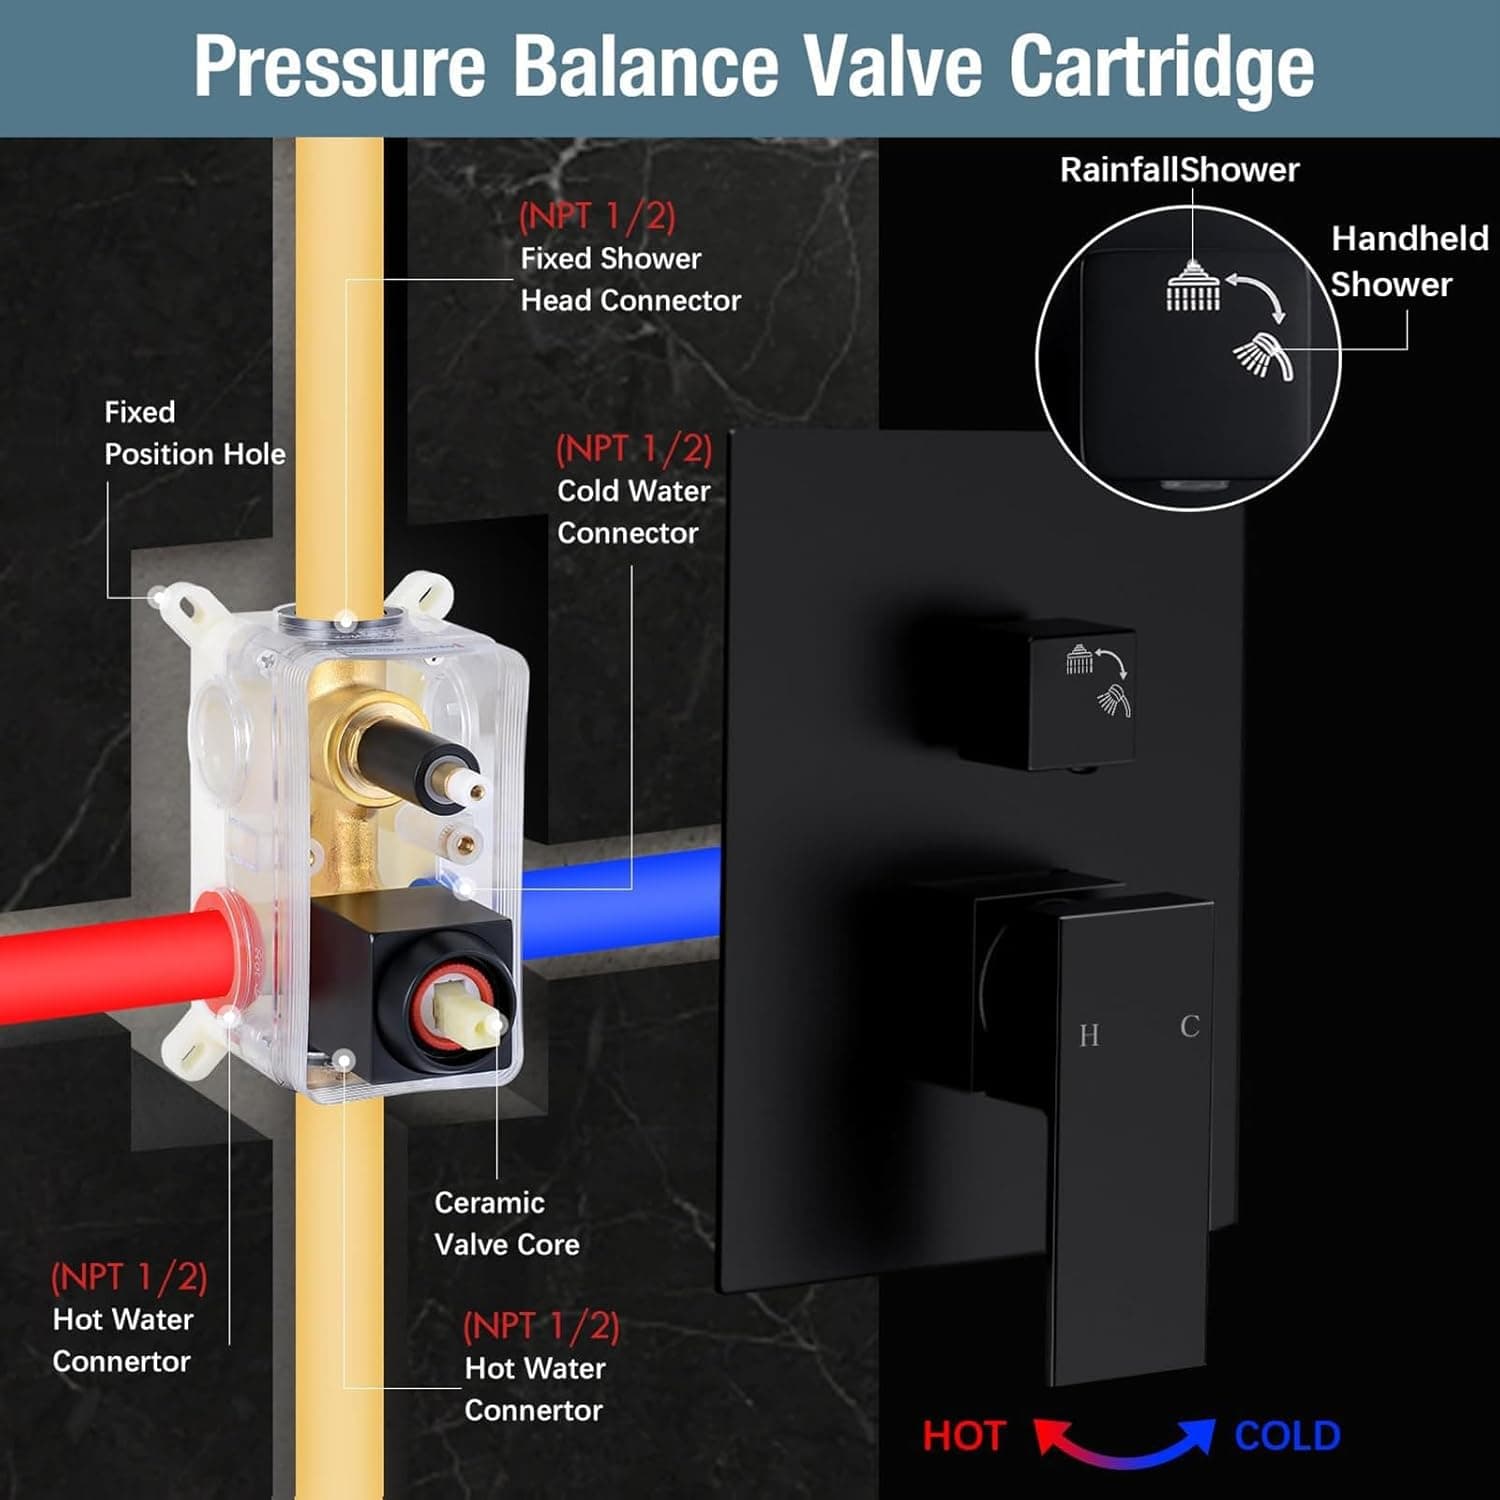 Pressure Balance Valve Cartridge
RainfallShower
Handheld
Shower
(NPT 1/2)
Fixed Shower
Head Connector
Fixed
Position Hole
(NPT 1/2)
Cold Water
Connector
H C
Ceramic
Valve Core
(NPT 1/2)
Hot Water
Connertor
(NPT 1/2)
Hot Water
Connertor
HOT COLD